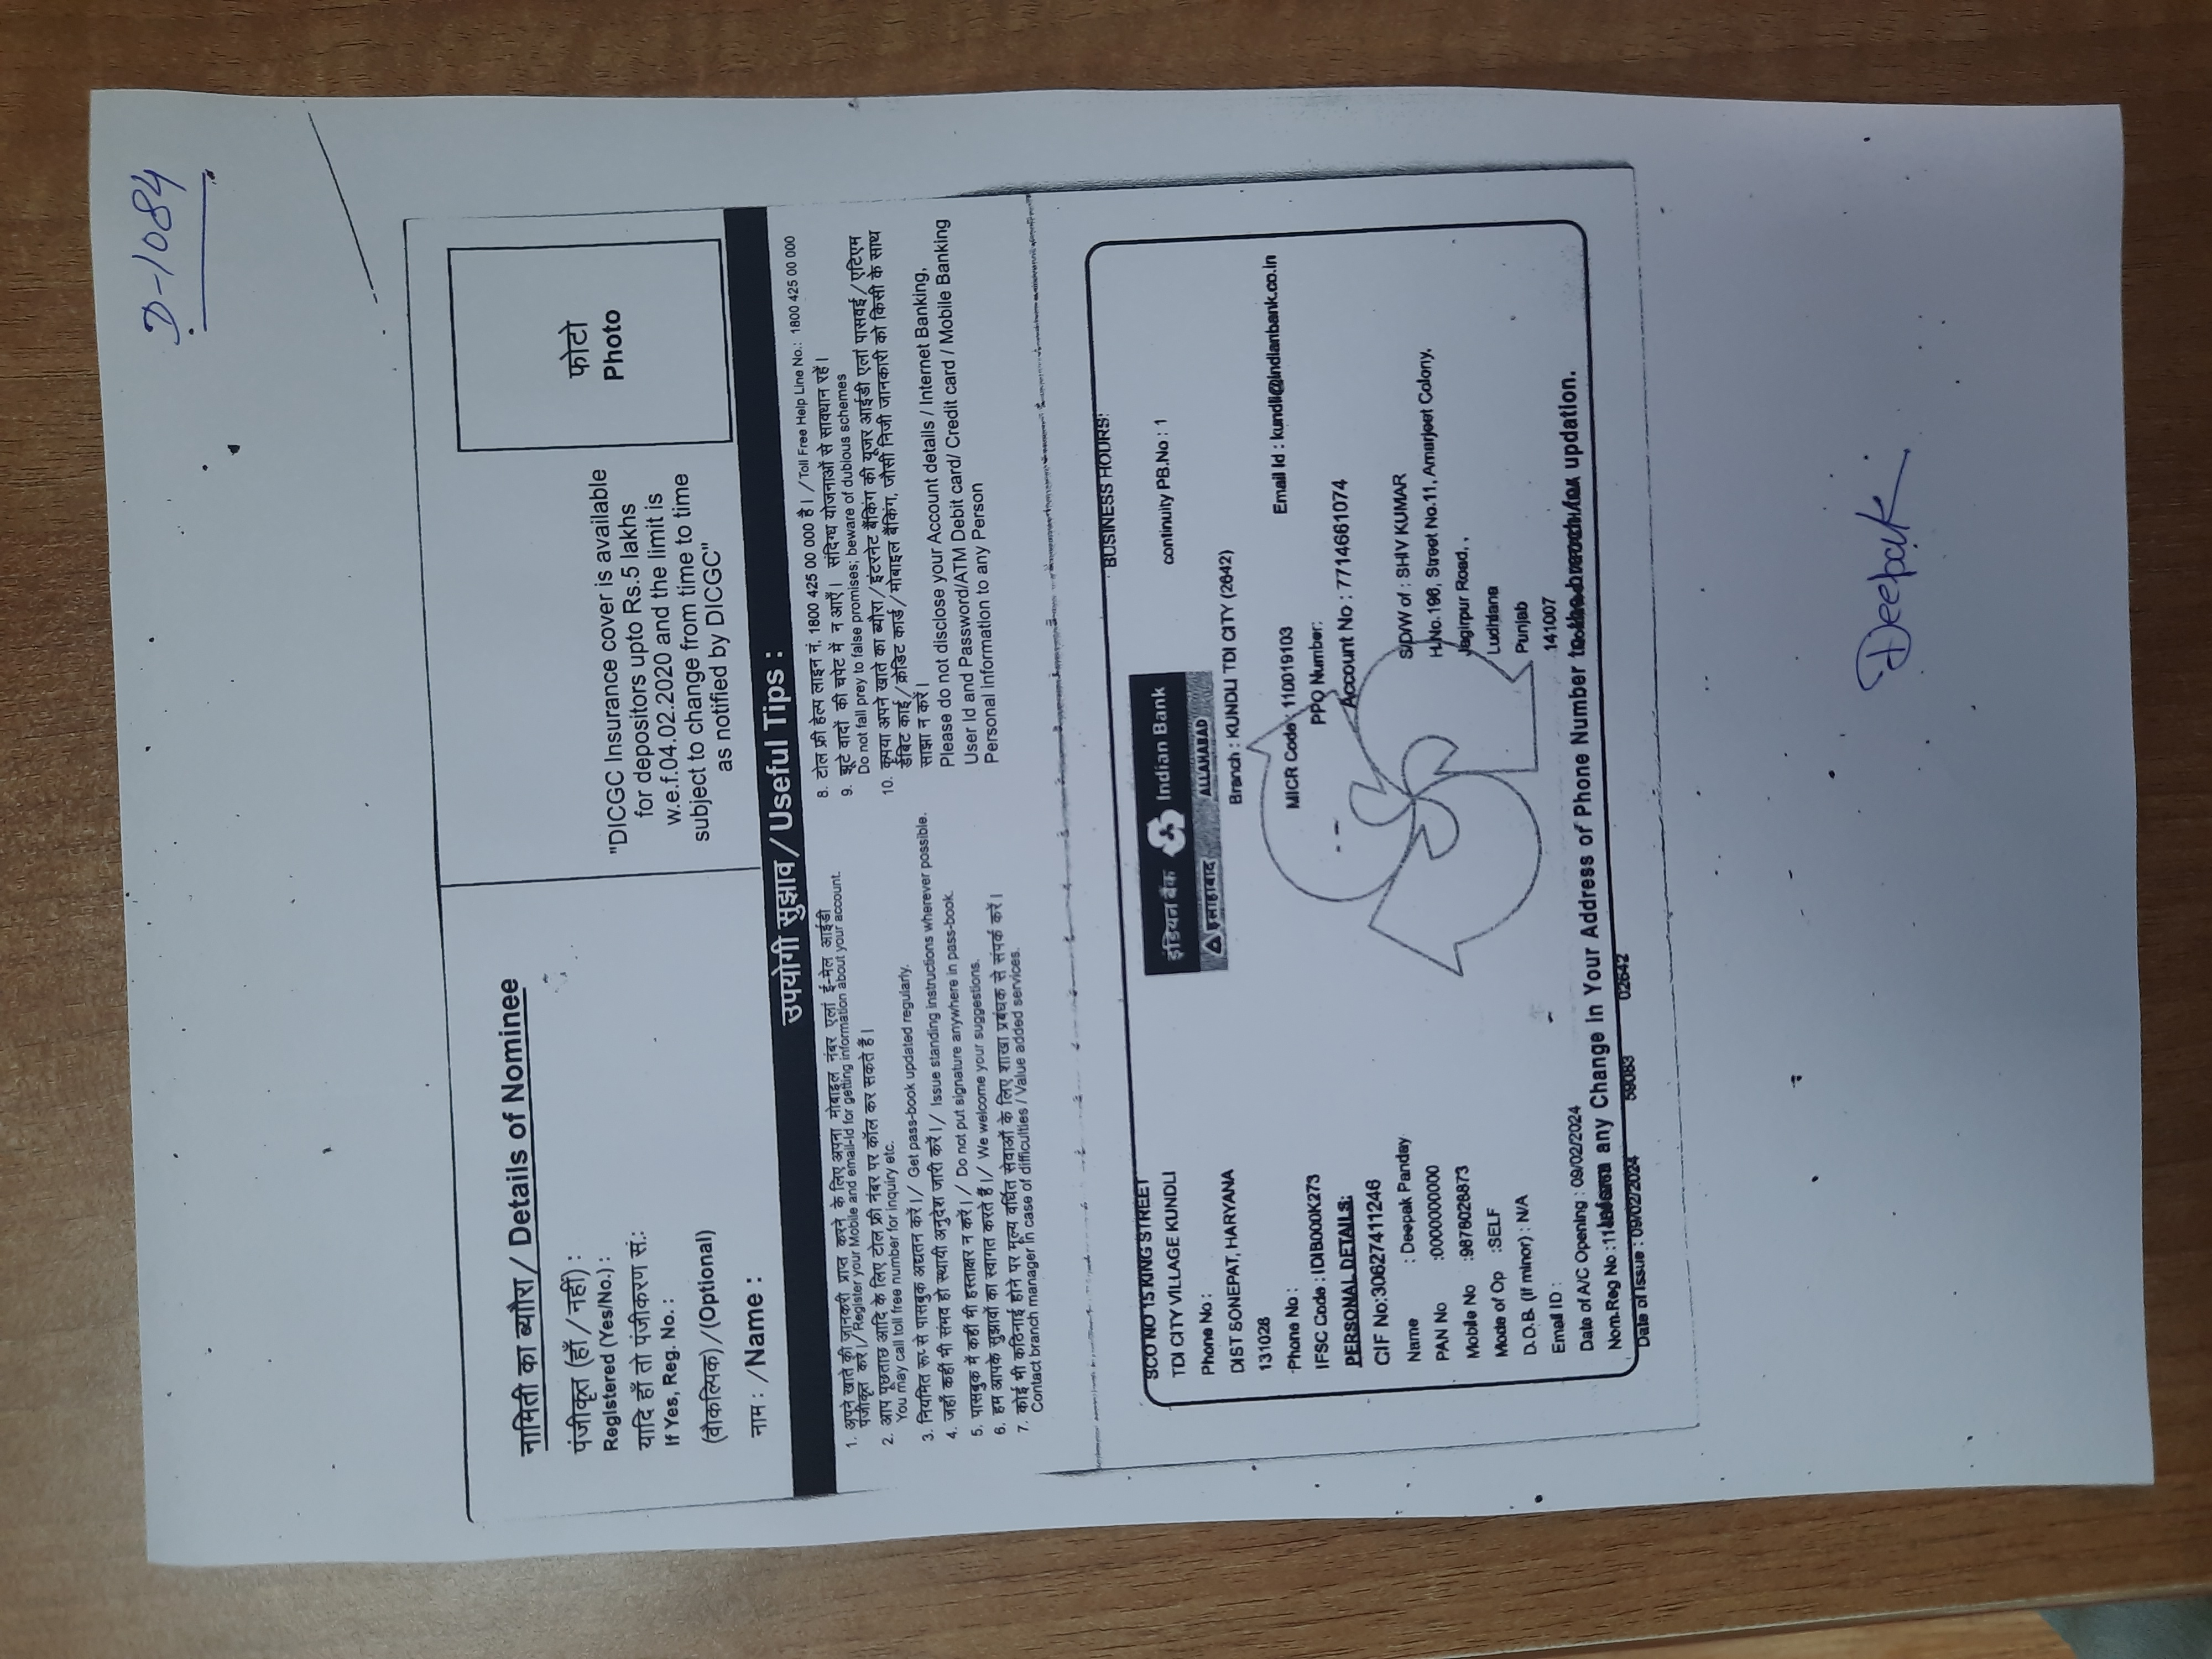 D-1084
नामिती का ब्यौरा / Details of Nominee
पंजीकृत (हाँ / नहीं) :
Registered (Yes/No.) :
यादि हाँ तो पंजीकरण सं.:
If Yes, Reg. No. :
(वौकल्पिक) /(Optional)
नाम : /Name :
"DICGC Insurance cover is available
for depositors upto Rs.5 lakhs
w.e.f.04.02.2020 and the limit is
subject to change from time to time
as notified by DICGC"
फोटो
Photo
उपयोगी सुझाव / Useful Tips :
1. अपने खाते की जानकारी प्राप्त करने के लिए अपना मोबाइल नंबर एलां ई-मेल आईडी
पंजीकृत करें।/ Register your Mobile and email-Id for getting information about your account.
2. आप पूछताछ आदि के लिए टोल फ्री नंबर पर कॉल कर सकते हैं।
You may call toll free number for inquiry etc.
3. नियमित रूप से पासबुक अद्यतन करें।/ Get pass-book updated regularly.
4. जहाँ कहीं भी संभव हो स्थायी अनुदेश जारी करें।/ Issue standing instructions wherever possible.
5. पासबुक में कहीं भी हस्ताक्षर न करें।/ Do not put signature anywhere in pass-book.
6. हम आपके सुझावों का स्वागत करते हैं।/ We welcome your suggestions.
7. कोई भी कठिनाई होने पर मूल्य वर्धित सेवाओं के लिए शाखा प्रबंधक से संपर्क करें।
Contact branch manager in case of difficulties / Value added services.
8. टोल फ्री हेल्प लाइन नं. 1800 425 00 000 है। /Toll Free Help Line No.: 1800 425 00 000
9. झूटे वादों की चपेट में न आएँ। संदिग्ध योजनाओं से सावधान रहें।
Do not fall prey to false promises; beware of dubious schemes
10. कृपया अपने खाते का ब्यौरा / इंटरनेट बैंकिंग की यूजर आईडी एलां पासवर्ड / एटिएम
डेबिट कार्ड / क्रेडिट कार्ड / मोबाइल बैंकिंग, जौसी निजी जानकारी को किसी के साथ
साझा न करें।
Please do not disclose your Account details / Internet Banking,
User Id and Password/ATM Debit card/ Credit card / Mobile Banking
Personal information to any Person
SCO NO 15 KING STREET
TDI CITY VILLAGE KUNDLI
Phone No :
DIST SONEPAT, HARYANA
131028
Phone No :
IFSC Code : IDIB000K273
PERSONAL DETAILS:
CIF No:30627411246
Name : Deepak Panday
PAN No :0000000000
Mobile No :9876028873
Mode of Op :SELF
D.O.B. (if minor) : N/A
Email ID :
Date of A/C Opening : 09/02/2024
Nom.Reg No :
Date of Issue : 09/02/2024 59083 02642
इंडियन बैंक Indian Bank
इलाहाबाद ALLAHABAD
BUSINESS HOURS:
continuity PB.No : 1
Branch : KUNDLI TDI CITY (2642)
MICR Code : 110019103
Email Id : kundli@indianbank.co.in
PPO Number:
Account No : 7714661074
S/D/W of : SHIV KUMAR
H.No.196, Street No.11, Amarjeet Colony,
Jagirpur Road, ,
Ludhiana
Punjab
141007
Inform any Change in Your Address of Phone Number to the branch for updation.
Deepak